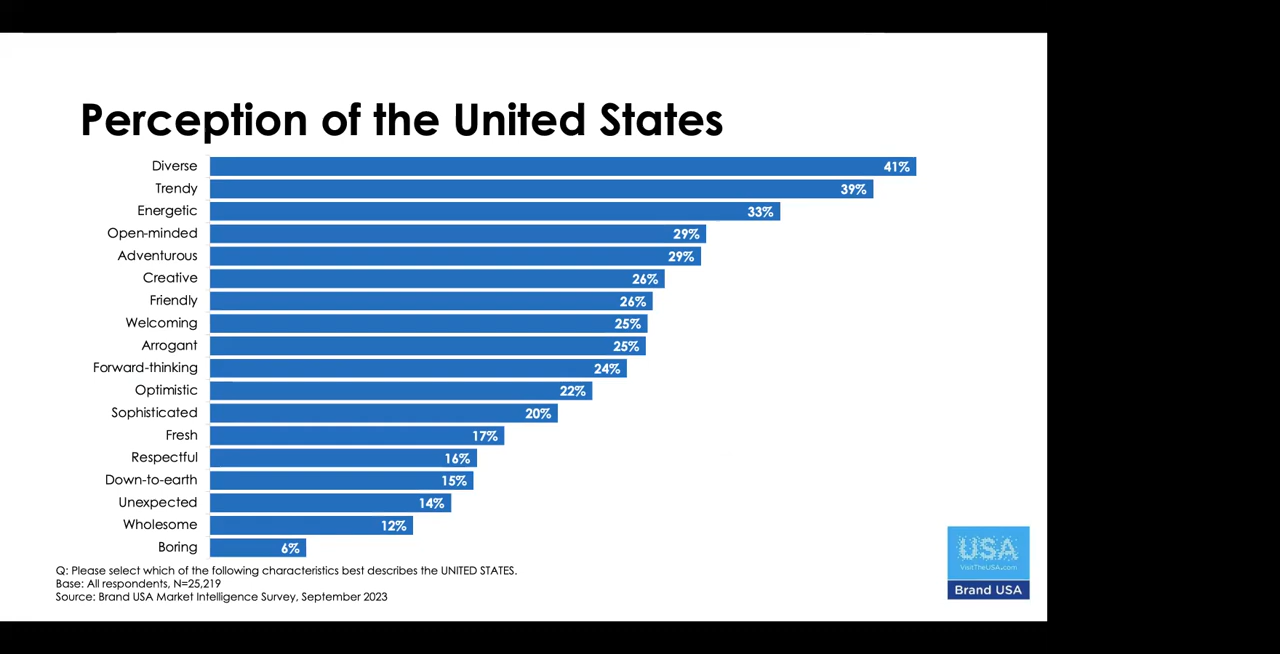 Perception of the United States
Diverse 41%
Trendy 39%
Energetic 33%
Open-minded 29%
Adventurous 29%
Creative 26%
Friendly 26%
Welcoming 25%
Arrogant 25%
Forward-thinking 24%
Optimistic 22%
Sophisticated 20%
Fresh 17%
Respectful 16%
Down-to-earth 15%
Unexpected 14%
Wholesome 12%
Boring 6%
Q: Please select which of the following characteristics best describes the UNITED STATES.
Base: All respondents, N=25,219
Source: Brand USA Market Intelligence Survey, September 2023
USA
VisitTheUSA.com
Brand USA